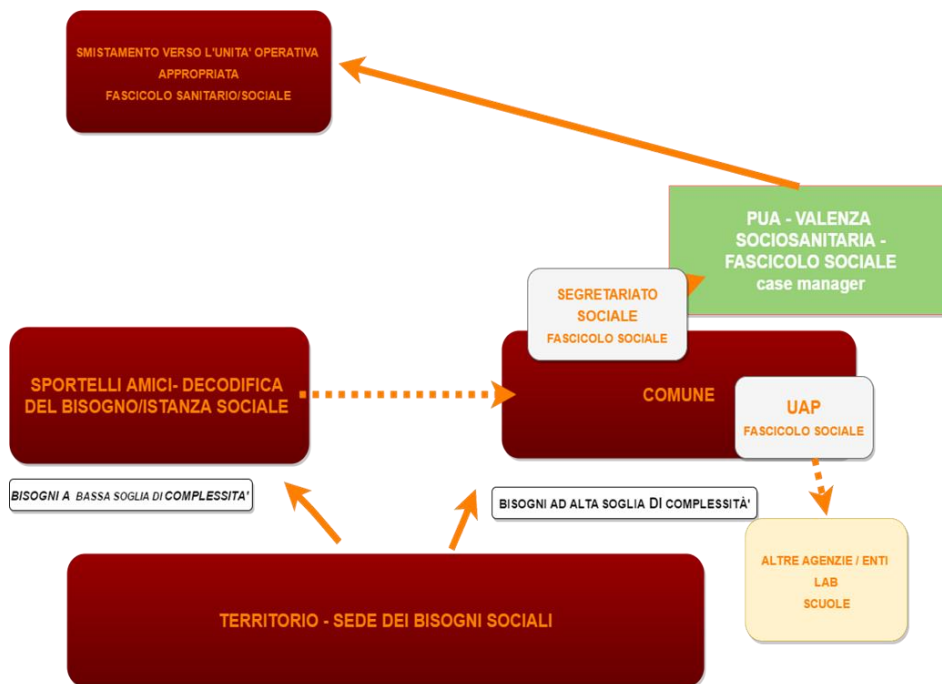 SMISTAMENTO VERSO L'UNITA' OPERATIVA
APPROPRIATA
FASCICOLO SANITARIO/SOCIALE
PUA - VALENZA
SOCIOSANITARIA -
FASCICOLO SOCIALE
case manager
SEGRETARIATO
SOCIALE
FASCICOLO SOCIALE
SPORTELLI AMICI- DECODIFICA
DEL BISOGNO/ISTANZA SOCIALE
COMUNE
UAP
FASCICOLO SOCIALE
BISOGNI A BASSA SOGLIA DI COMPLESSITA'
BISOGNI AD ALTA SOGLIA DI COMPLESSITÀ'
ALTRE AGENZIE / ENTI
LAB
SCUOLE
TERRITORIO - SEDE DEI BISOGNI SOCIALI